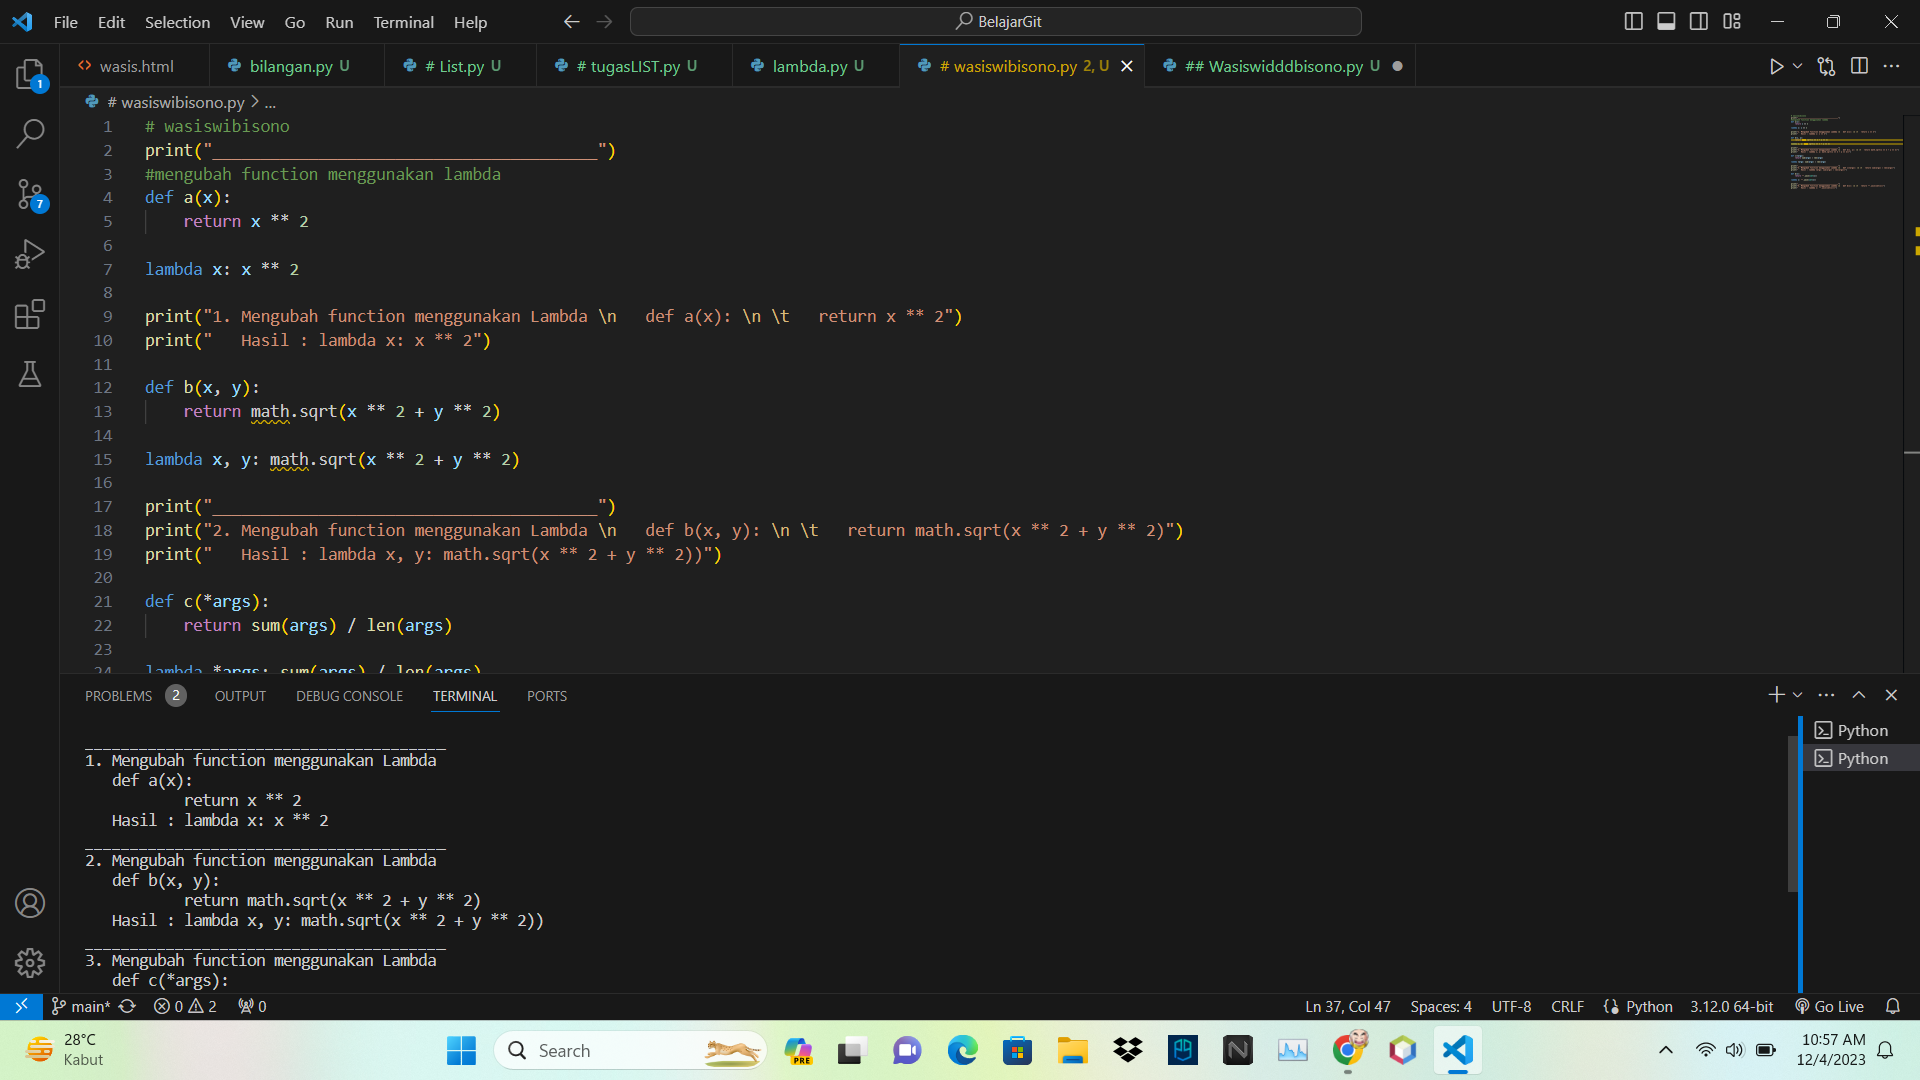 File Edit Selection View Go Run Terminal Help
BelajarGit
wasis.html
bilangan.py U
# List.py U
# tugasLIST.py U
lambda.py U
# wasiswibisono.py 2, U
## Wasiswidddbisono.py U
# wasiswibisono.py > ...
1 # wasiswibisono
2 print("________________________________________")
3 #mengubah function menggunakan lambda
4 def a(x):
5     return x ** 2
6
7 lambda x: x ** 2
8
9 print("1. Mengubah function menggunakan Lambda \n   def a(x): \n \t   return x ** 2")
10 print("   Hasil : lambda x: x ** 2")
11
12 def b(x, y):
13     return math.sqrt(x ** 2 + y ** 2)
14
15 lambda x, y: math.sqrt(x ** 2 + y ** 2)
16
17 print("________________________________________")
18 print("2. Mengubah function menggunakan Lambda \n   def b(x, y): \n \t   return math.sqrt(x ** 2 + y ** 2)")
19 print("   Hasil : lambda x, y: math.sqrt(x ** 2 + y ** 2))")
20
21 def c(*args):
22     return sum(args) / len(args)
23
24 lambda *args: sum(args) / len(args)
1
7
PROBLEMS 2 OUTPUT DEBUG CONSOLE TERMINAL PORTS
________________________________________
1. Mengubah function menggunakan Lambda
   def a(x):
           return x ** 2
   Hasil : lambda x: x ** 2
________________________________________
2. Mengubah function menggunakan Lambda
   def b(x, y):
           return math.sqrt(x ** 2 + y ** 2)
   Hasil : lambda x, y: math.sqrt(x ** 2 + y ** 2))
________________________________________
3. Mengubah function menggunakan Lambda
   def c(*args):
Python
Python
main* 0 2 0
Ln 37, Col 47 Spaces: 4 UTF-8 CRLF Python 3.12.0 64-bit Go Live
28°C
Kabut
Search
PRE
10:57 AM
12/4/2023